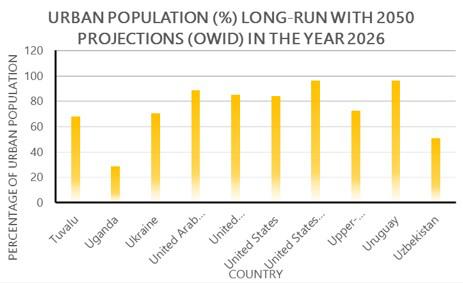 URBAN POPULATION (%) LONG-RUN WITH 2050
PROJECTIONS (OWID) IN THE YEAR 2026
PERCENTAGE OF URBAN POPULATION
120
100
80
60
40
20
0
Tuvalu
Uganda
Ukraine
United Arab...
United...
United States
United States...
Upper-...
Uruguay
Uzbekistan
COUNTRY